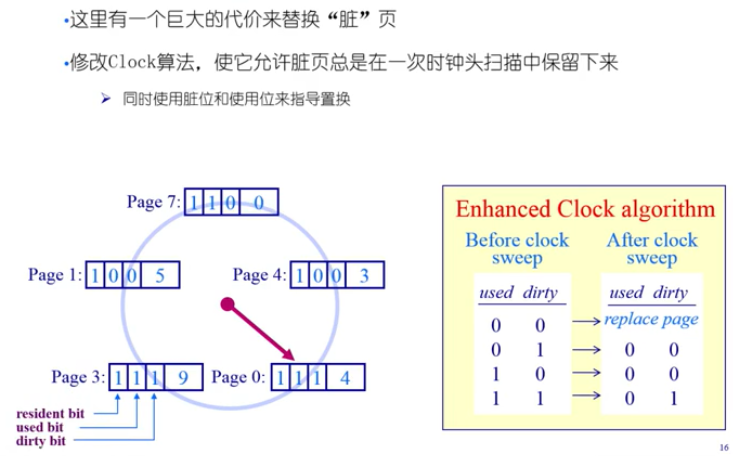 •这里有一个巨大的代价来替换“脏”页
•修改Clock算法，使它允许脏页总是在一次时钟头扫描中保留下来
➢ 同时使用脏位和使用位来指导置换
Page 7: 1 1 0 0
Page 1: 1 0 0 5
Page 4: 1 0 0 3
Page 3: 1 1 1 9
Page 0: 1 1 1 4
resident bit
used bit
dirty bit
Enhanced Clock algorithm
Before clock sweep
After clock sweep
used dirty
used dirty
0 0 → replace page
0 1 → 0 0
1 0 → 0 0
1 1 → 0 1
16